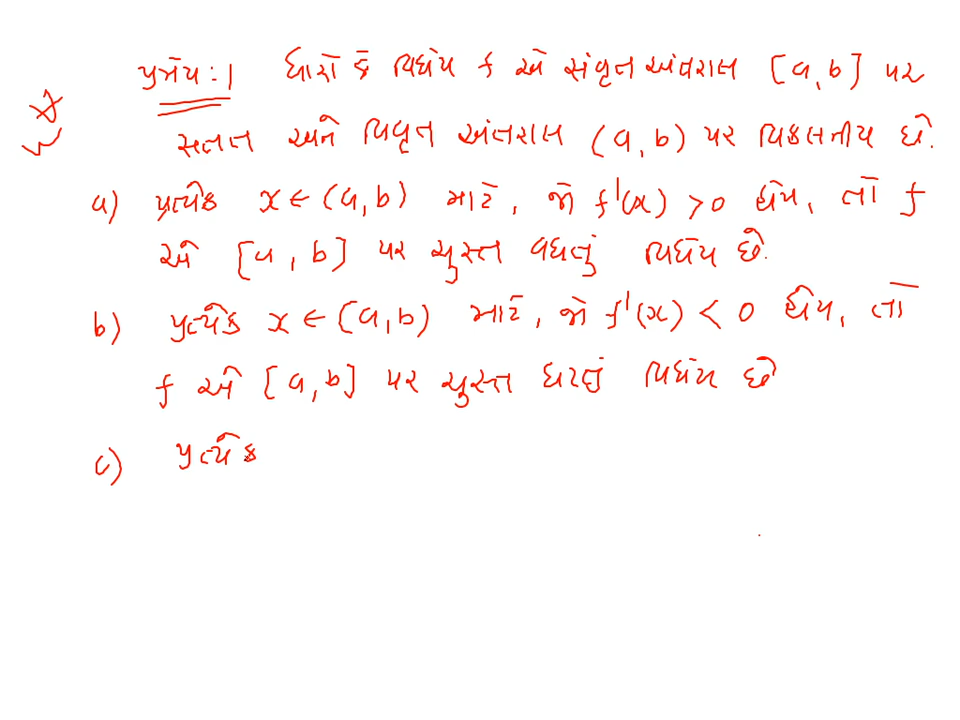 પ્રમેય : 1 ધારો કે વિધેય f એ સંવૃત અંતરાલ [a, b] પર
સતત અને વિવૃત અંતરાલ (a, b) પર વિકલનીય છે.
a) પ્રત્યેક x ∈ (a, b) માટે, જો f'(x) > 0 હોય, તો f
એ [a, b] પર ચુસ્ત વધતું વિધેય છે.
b) પ્રત્યેક x ∈ (a, b) માટે, જો f'(x) < 0 હોય, તો
f એ [a, b] પર ચુસ્ત ઘટતું વિધેય છે
c) પ્રત્યેક